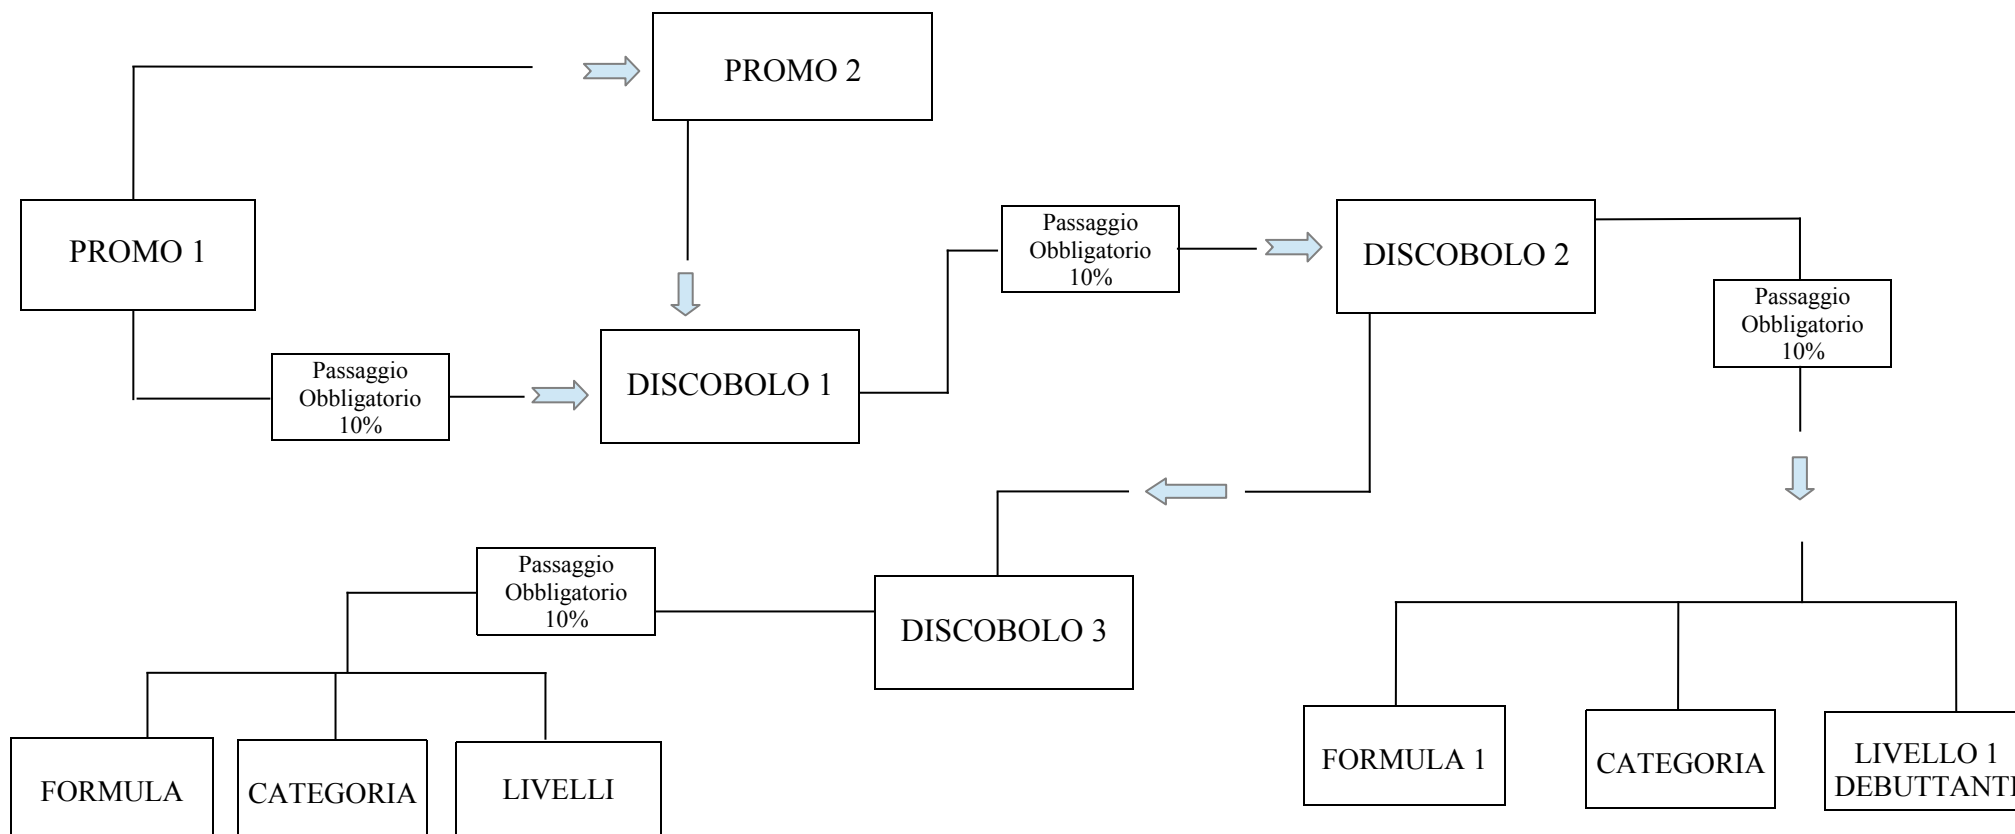 PROMO 2
PROMO 1
Passaggio
Obbligatorio
10%
DISCOBOLO 2
Passaggio
Obbligatorio
10%
Passaggio
Obbligatorio
10%
DISCOBOLO 1
Passaggio
Obbligatorio
10%
DISCOBOLO 3
FORMULA
CATEGORIA
LIVELLI
FORMULA 1
CATEGORIA
LIVELLO 1
DEBUTTANTI